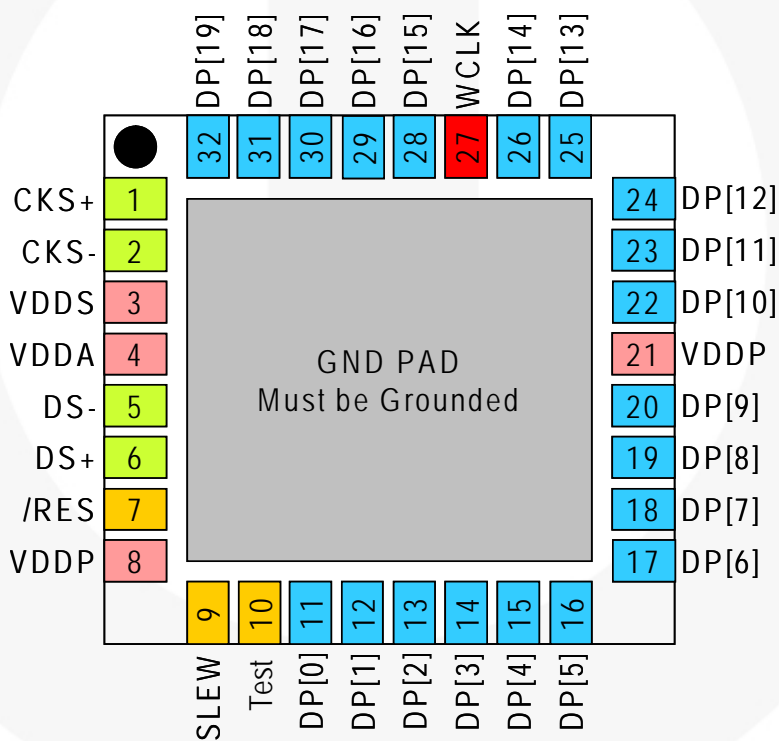 DP[19] DP[18] DP[17] DP[16] DP[15] WCLK DP[14] DP[13]
32 31 30 29 28 27 26 25
CKS+ 1
CKS- 2
VDDS 3
VDDA 4
DS- 5
DS+ 6
/RES 7
VDDP 8
GND PAD
Must be Grounded
24 DP[12]
23 DP[11]
22 DP[10]
21 VDDP
20 DP[9]
19 DP[8]
18 DP[7]
17 DP[6]
9 10 11 12 13 14 15 16
SLEW Test DP[0] DP[1] DP[2] DP[3] DP[4] DP[5]